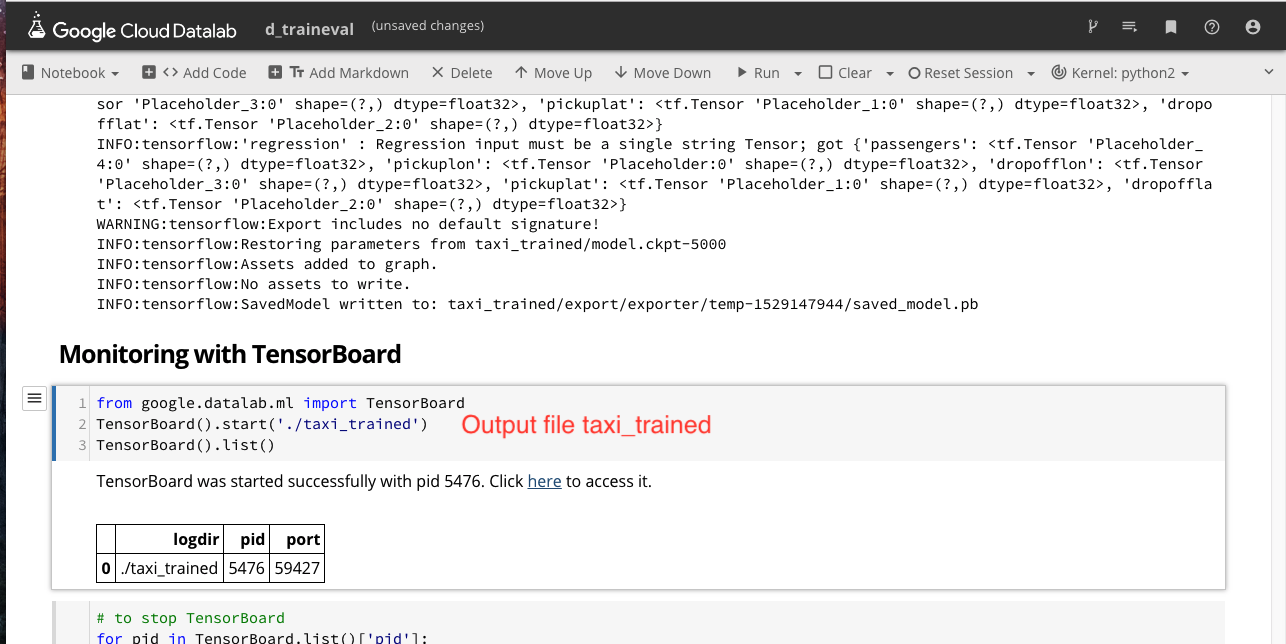 Google Cloud Datalab d_traineval (unsaved changes)
Notebook Add Code Add Markdown Delete Move Up Move Down Run Clear Reset Session Kernel: python2
sor 'Placeholder_3:0' shape=(?,) dtype=float32>, 'pickuplat': <tf.Tensor 'Placeholder_1:0' shape=(?,) dtype=float32>, 'dropo
fflat': <tf.Tensor 'Placeholder_2:0' shape=(?,) dtype=float32>}
INFO:tensorflow:'regression' : Regression input must be a single string Tensor; got {'passengers': <tf.Tensor 'Placeholder_
4:0' shape=(?,) dtype=float32>, 'pickuplon': <tf.Tensor 'Placeholder:0' shape=(?,) dtype=float32>, 'dropofflon': <tf.Tensor
'Placeholder_3:0' shape=(?,) dtype=float32>, 'pickuplat': <tf.Tensor 'Placeholder_1:0' shape=(?,) dtype=float32>, 'dropoffla
t': <tf.Tensor 'Placeholder_2:0' shape=(?,) dtype=float32>}
WARNING:tensorflow:Export includes no default signature!
INFO:tensorflow:Restoring parameters from taxi_trained/model.ckpt-5000
INFO:tensorflow:Assets added to graph.
INFO:tensorflow:No assets to write.
INFO:tensorflow:SavedModel written to: taxi_trained/export/exporter/temp-1529147944/saved_model.pb
Monitoring with TensorBoard
1 from google.datalab.ml import TensorBoard
2 TensorBoard().start('./taxi_trained') Output file taxi_trained
3 TensorBoard().list()
TensorBoard was started successfully with pid 5476. Click here to access it.
logdir pid port
0 ./taxi_trained 5476 59427
# to stop TensorBoard
for pid in TensorBoard.list()['pid']: